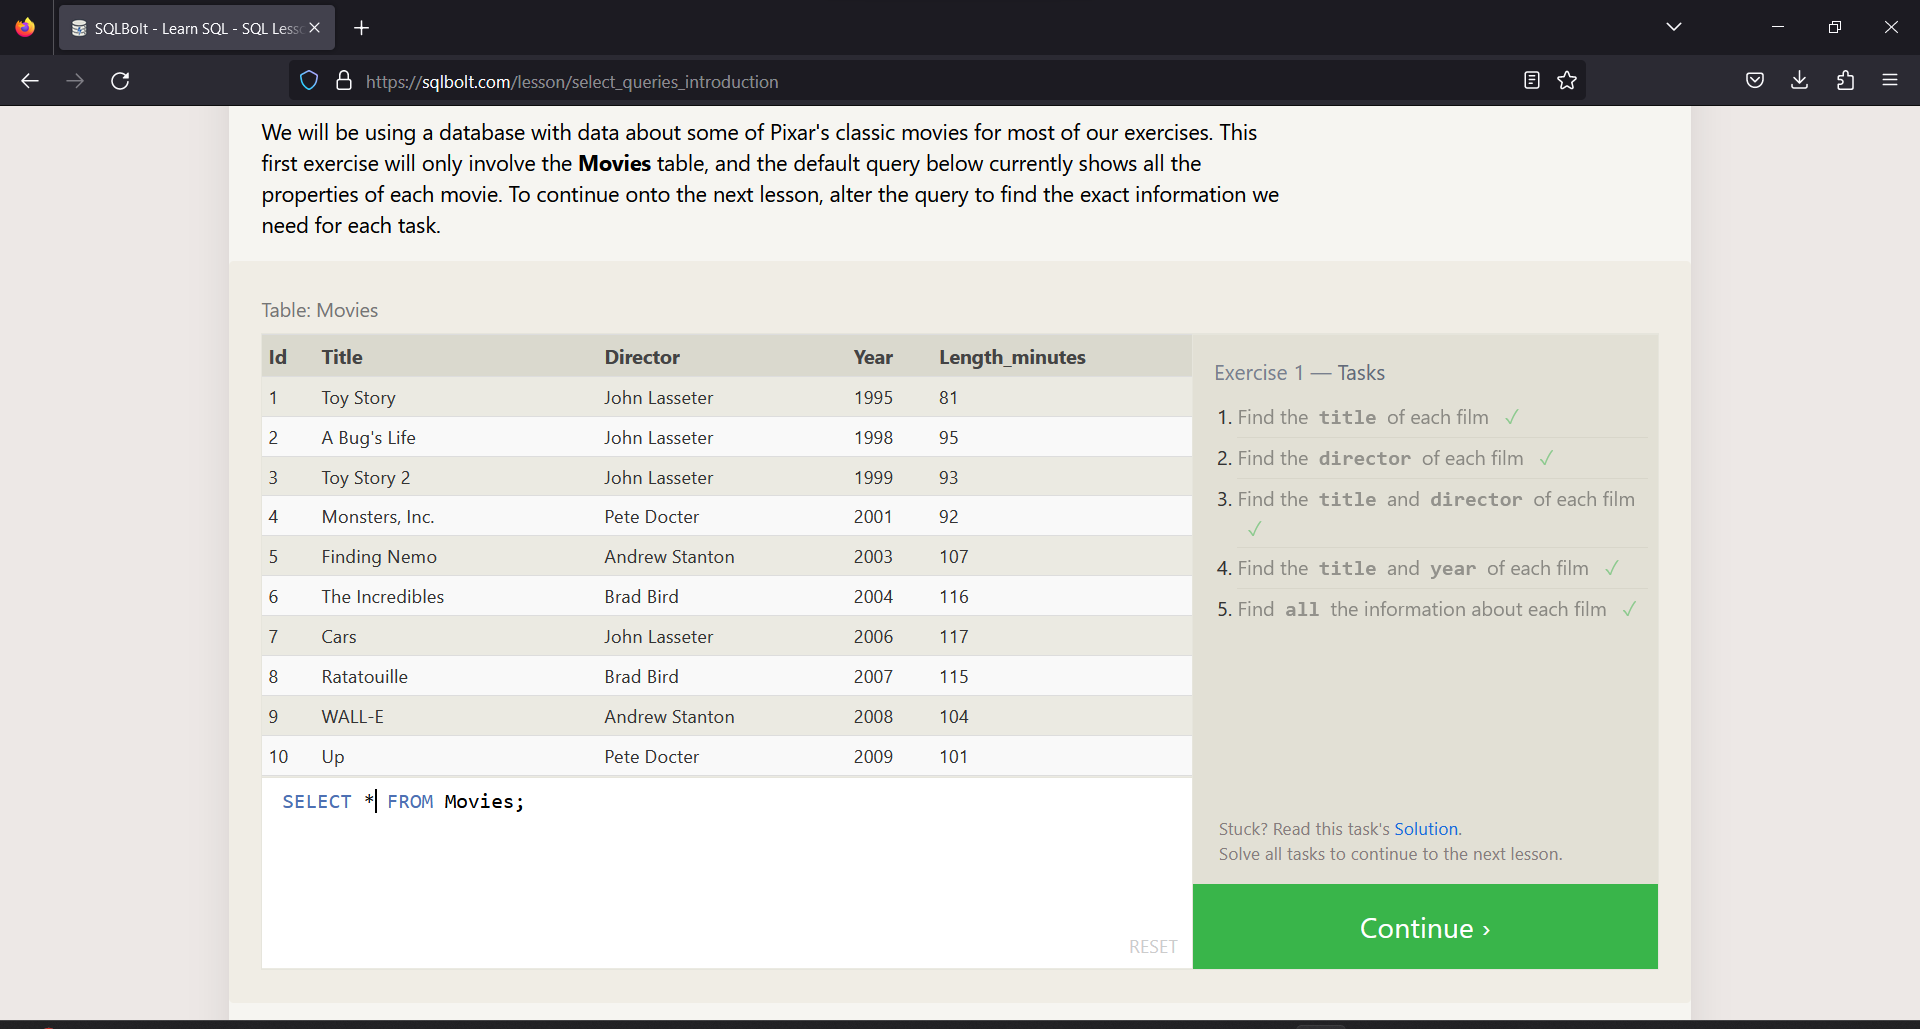 SQLBolt - Learn SQL - SQL Less
https://sqlbolt.com/lesson/select_queries_introduction
We will be using a database with data about some of Pixar's classic movies for most of our exercises. This
first exercise will only involve the Movies table, and the default query below currently shows all the
properties of each movie. To continue onto the next lesson, alter the query to find the exact information we
need for each task.
Table: Movies
Id Title Director Year Length_minutes
1 Toy Story John Lasseter 1995 81
2 A Bug's Life John Lasseter 1998 95
3 Toy Story 2 John Lasseter 1999 93
4 Monsters, Inc. Pete Docter 2001 92
5 Finding Nemo Andrew Stanton 2003 107
6 The Incredibles Brad Bird 2004 116
7 Cars John Lasseter 2006 117
8 Ratatouille Brad Bird 2007 115
9 WALL-E Andrew Stanton 2008 104
10 Up Pete Docter 2009 101
SELECT * FROM Movies;
RESET
Exercise 1 — Tasks
1. Find the title of each film ✓
2. Find the director of each film ✓
3. Find the title and director of each film
✓
4. Find the title and year of each film ✓
5. Find all the information about each film ✓
Stuck? Read this task's Solution.
Solve all tasks to continue to the next lesson.
Continue ›